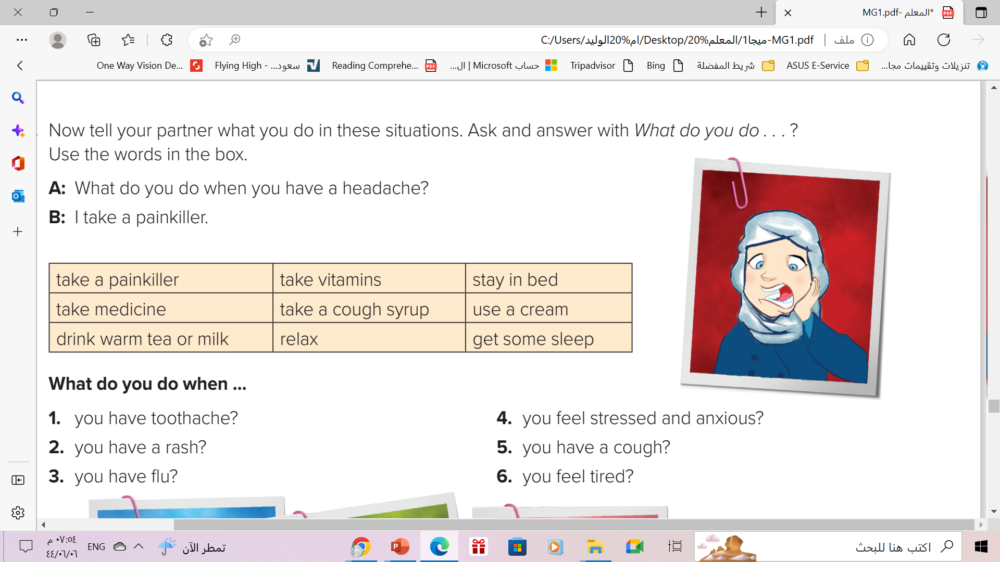 *المعلم -MG1.pdf
C:/Users/ام%20الوليد/Desktop/20%المعلم/1ميجا-MG1.pdf
ملف
One Way Vision De...
Flying High - سعود...
Reading Comprehe...
حساب Microsoft | ال...
Tripadvisor
Bing
شريط المفضلة
ASUS E-Service
تنزيلات وتقييمات مجا...
Now tell your partner what you do in these situations. Ask and answer with What do you do . . . ?
Use the words in the box.
A: What do you do when you have a headache?
B: I take a painkiller.
take a painkiller take vitamins stay in bed
take medicine take a cough syrup use a cream
drink warm tea or milk relax get some sleep
What do you do when ...
1. you have toothache?
2. you have a rash?
3. you have flu?
4. you feel stressed and anxious?
5. you have a cough?
6. you feel tired?
٠٧:٥٤ م
٤٤/٠٦/٠٦
ENG
تمطر الآن
اكتب هنا للبحث